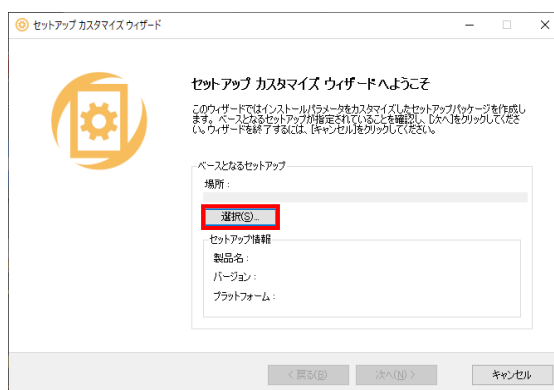 セットアップ カスタマイズ ウィザード
セットアップ カスタマイズ ウィザードへようこそ
このウィザードではインストールパラメータをカスタマイズしたセットアップパッケージを作成し
ます。ベースとなるセットアップが指定されていることを確認し、[次へ]をクリックしてくださ
い。ウィザードを終了するには、[キャンセル]をクリックしてください。
ベースとなるセットアップ
場所 :
選択(S)...
セットアップ情報
製品名 :
バージョン :
プラットフォーム :
< 戻る(B)
次へ(N) >
キャンセル